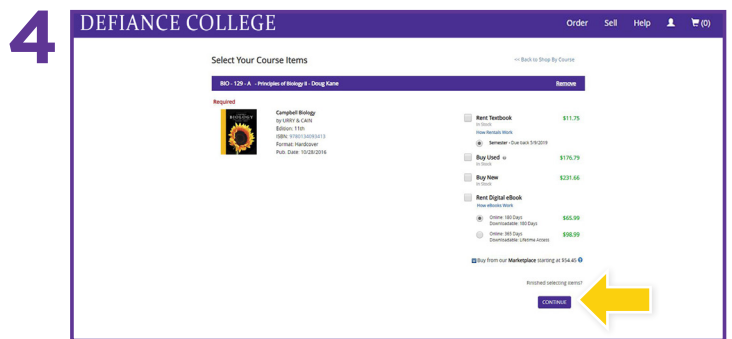 4
DEFIANCE COLLEGE
Order Sell Help (0)
Select Your Course Items
<< Back to Shop By Course
BIO - 129 - A - Principles of Biology II - Doug Kane
Remove
Required
BIOLOGY
Campbell Biology
by URRY & CAIN
Edition: 11th
ISBN: 9780134093413
Format: Hardcover
Pub. Date: 10/28/2016
Rent Textbook $11.75
In Stock
How Rentals Work
Semester - Due back 5/9/2019
Buy Used $176.79
In Stock
Buy New $231.66
In Stock
Rent Digital eBook
How eBooks Work
Online: 180 Days $65.99
Downloadable: 180 Days
Online: 365 Days $98.99
Downloadable: Lifetime Access
Buy from our Marketplace starting at $54.45
Finished selecting items?
CONTINUE